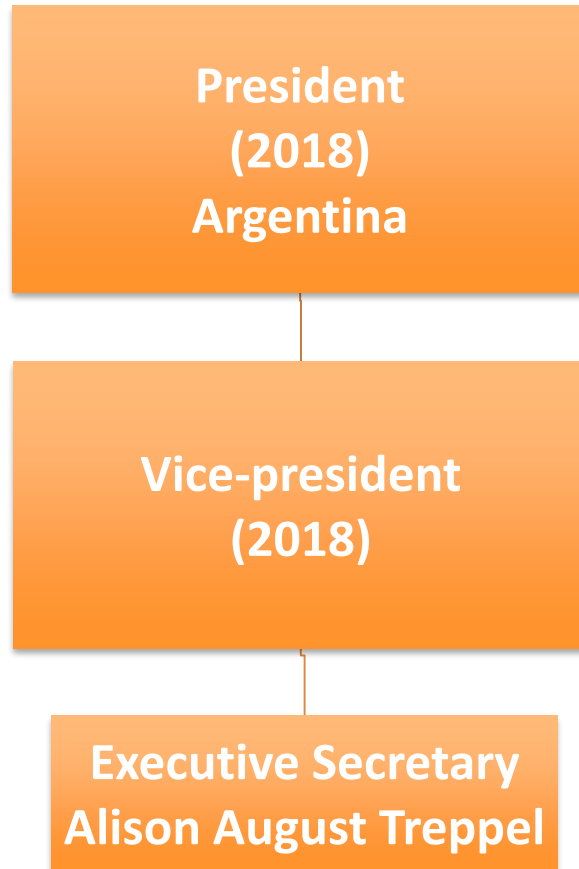 President
(2018)
Argentina
Vice-president
(2018)
Executive Secretary
Alison August Treppel